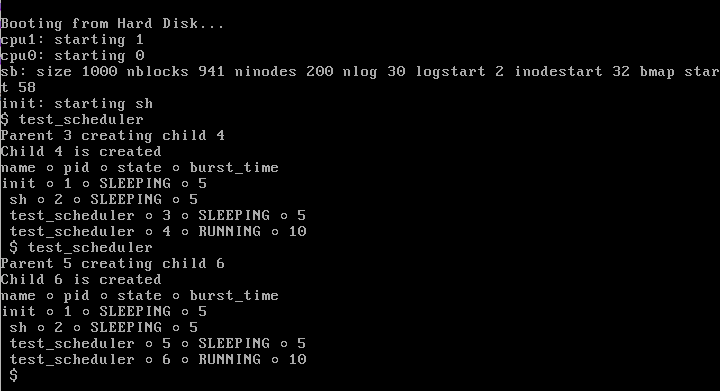 Booting from Hard Disk...
cpu1: starting 1
cpu0: starting 0
sb: size 1000 nblocks 941 ninodes 200 nlog 30 logstart 2 inodestart 32 bmap star
t 58
init: starting sh
$ test_scheduler
Parent 3 creating child 4
Child 4 is created
name ○ pid ○ state ○ burst_time
init ○ 1 ○ SLEEPING ○ 5
 sh ○ 2 ○ SLEEPING ○ 5
 test_scheduler ○ 3 ○ SLEEPING ○ 5
 test_scheduler ○ 4 ○ RUNNING ○ 10
 $ test_scheduler
Parent 5 creating child 6
Child 6 is created
name ○ pid ○ state ○ burst_time
init ○ 1 ○ SLEEPING ○ 5
 sh ○ 2 ○ SLEEPING ○ 5
 test_scheduler ○ 5 ○ SLEEPING ○ 5
 test_scheduler ○ 6 ○ RUNNING ○ 10
 $